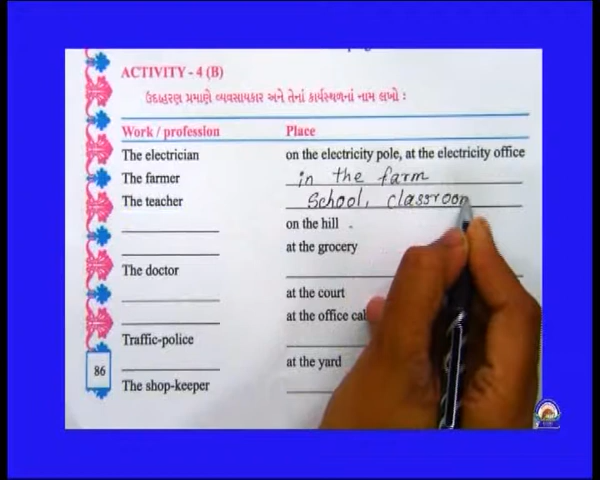 ACTIVITY - 4 (B)
ઉદાહરણ પ્રમાણે વ્યવસાયકાર અને તેનાં કાર્યસ્થળનાં નામ લખો :
Work / profession Place
The electrician on the electricity pole, at the electricity office
The farmer in the farm
The teacher School, classroom
on the hill
at the grocery
The doctor
at the court
at the office
Traffic-police
at the yard
The shop-keeper
86